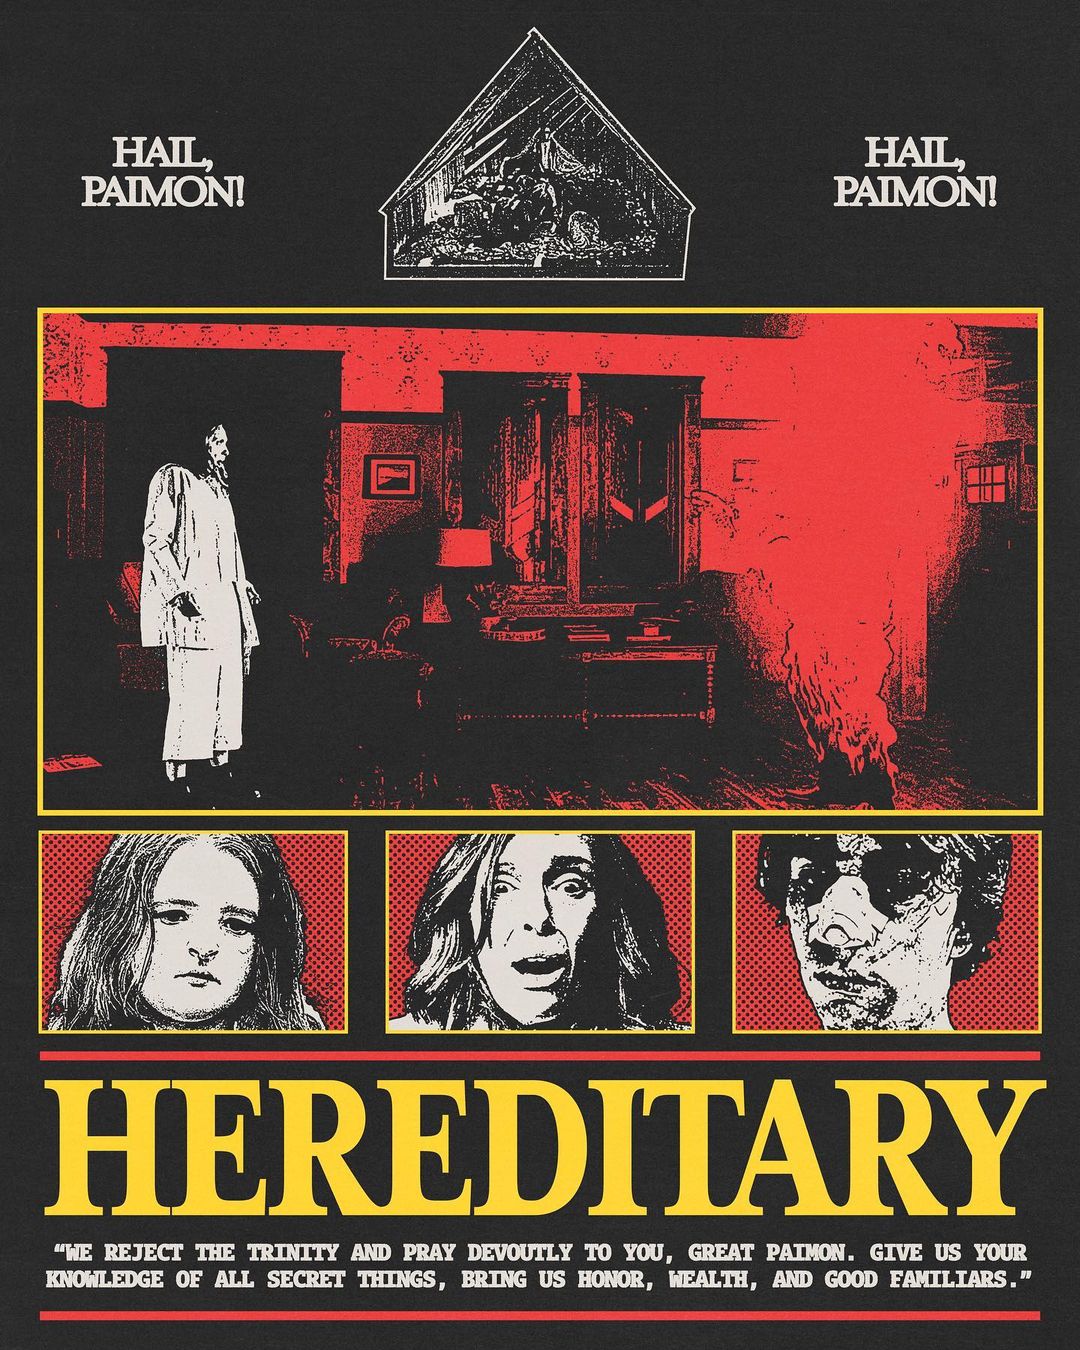 HAIL,
PAIMON!
HAIL,
PAIMON!
HEREDITARY
“WE REJECT THE TRINITY AND PRAY DEVOUTLY TO YOU, GREAT PAIMON. GIVE US YOUR
KNOWLEDGE OF ALL SECRET THINGS, BRING US HONOR, WEALTH, AND GOOD FAMILIARS.”